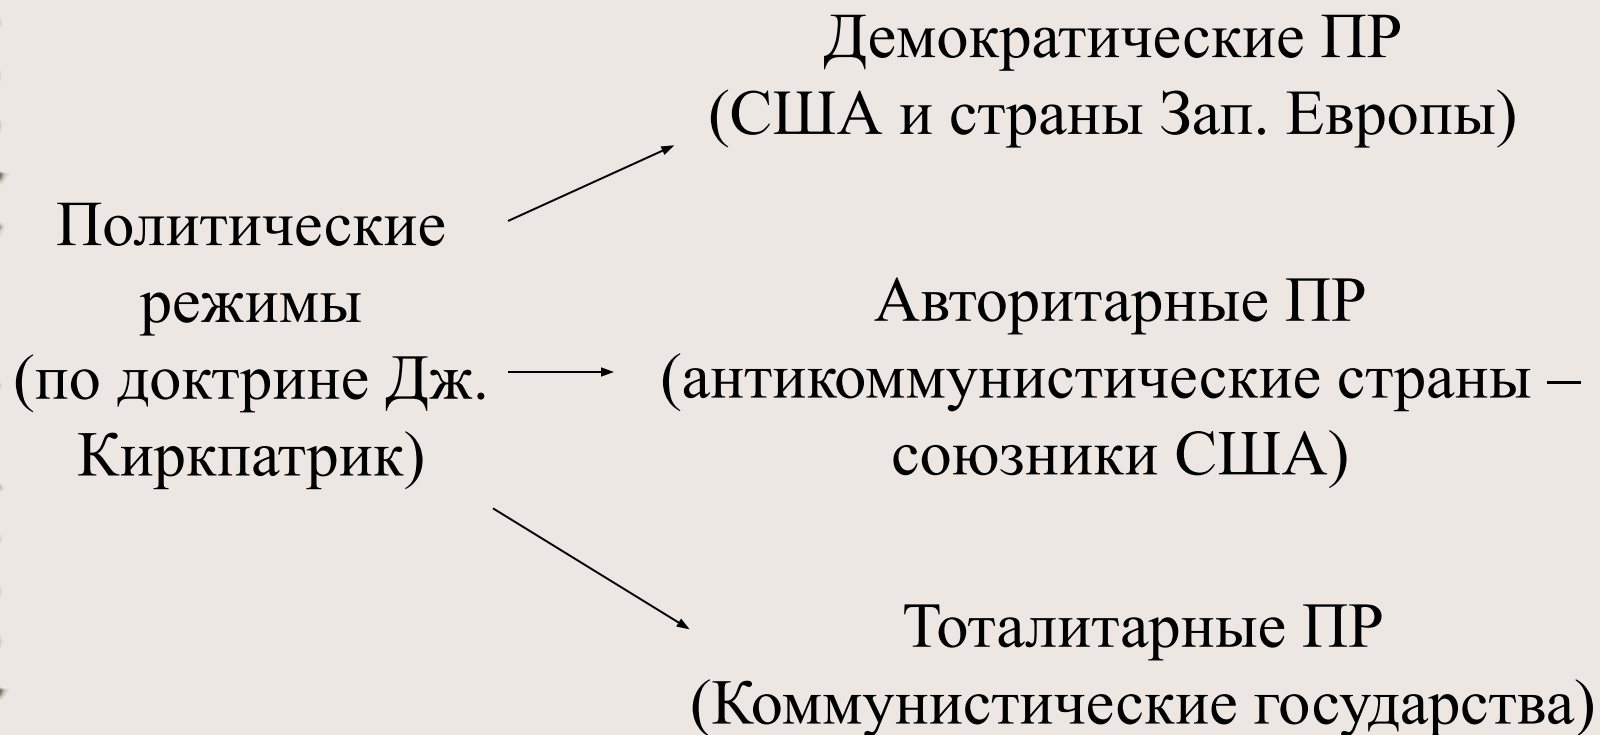 Политические
режимы
(по доктрине Дж.
Киркпатрик)
Демократические ПР
(США и страны Зап. Европы)
Авторитарные ПР
(антикоммунистические страны –
союзники США)
Тоталитарные ПР
(Коммунистические государства)